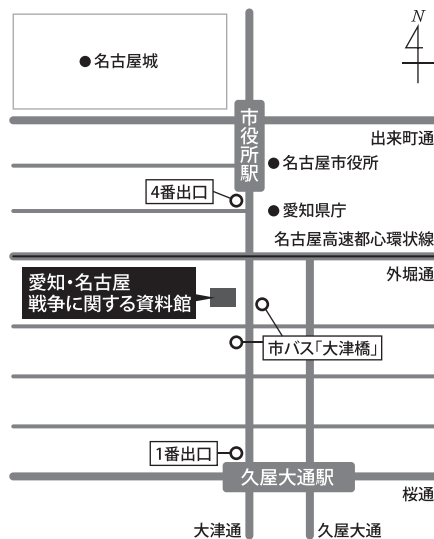 N
名古屋城
市役所駅
出来町通
名古屋市役所
4番出口
愛知県庁
名古屋高速都心環状線
外堀通
愛知・名古屋
戦争に関する資料館
市バス「大津橋」
1番出口
久屋大通駅
桜通
大津通
久屋大通